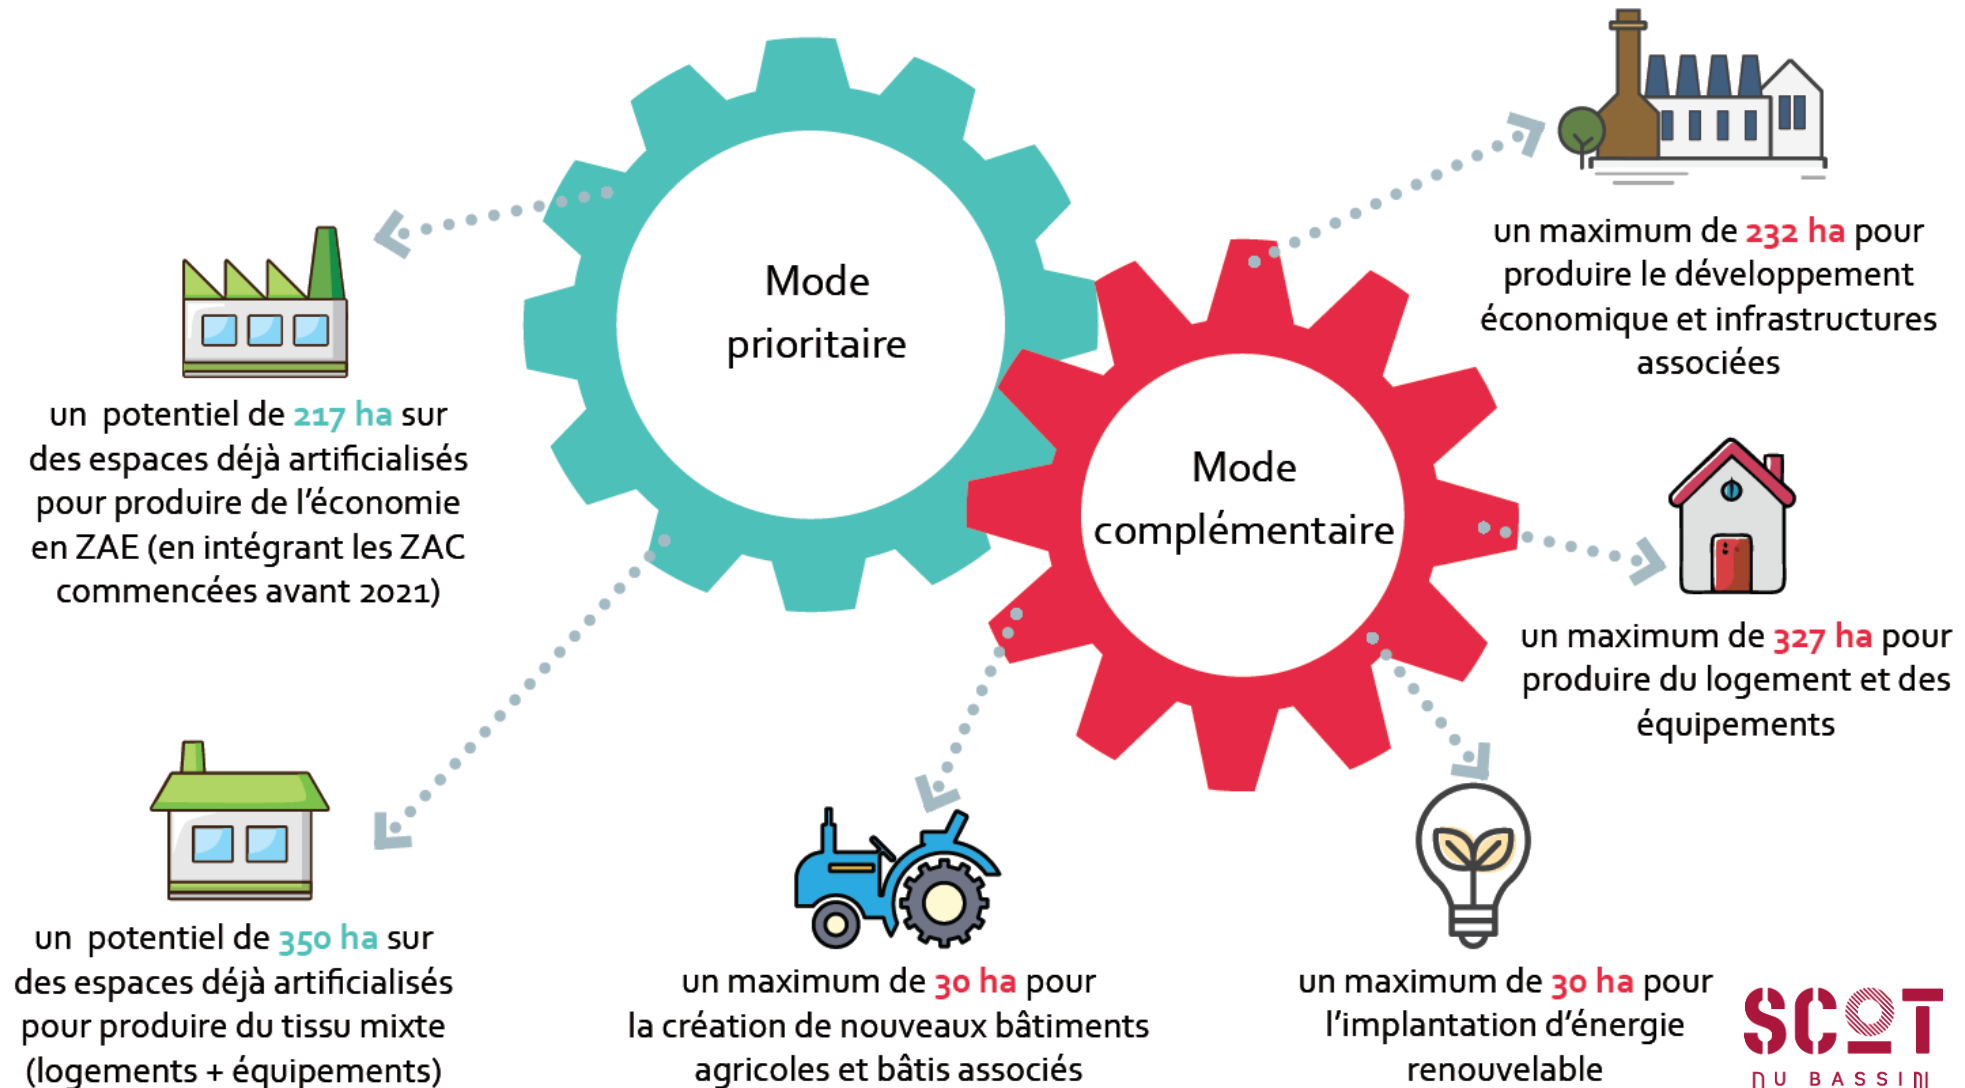 Mode
prioritaire
un potentiel de 217 ha sur
des espaces déjà artificialisés
pour produire de l'économie
en ZAE (en intégrant les ZAC
commencées avant 2021)
un potentiel de 350 ha sur
des espaces déjà artificialisés
pour produire du tissu mixte
(logements + équipements)
Mode
complémentaire
un maximum de 232 ha pour
produire le développement
économique et infrastructures
associées
un maximum de 327 ha pour
produire du logement et des
équipements
un maximum de 30 ha pour
la création de nouveaux bâtiments
agricoles et bâtis associés
un maximum de 30 ha pour
l'implantation d'énergie
renouvelable
SCOT
DU BASSIN